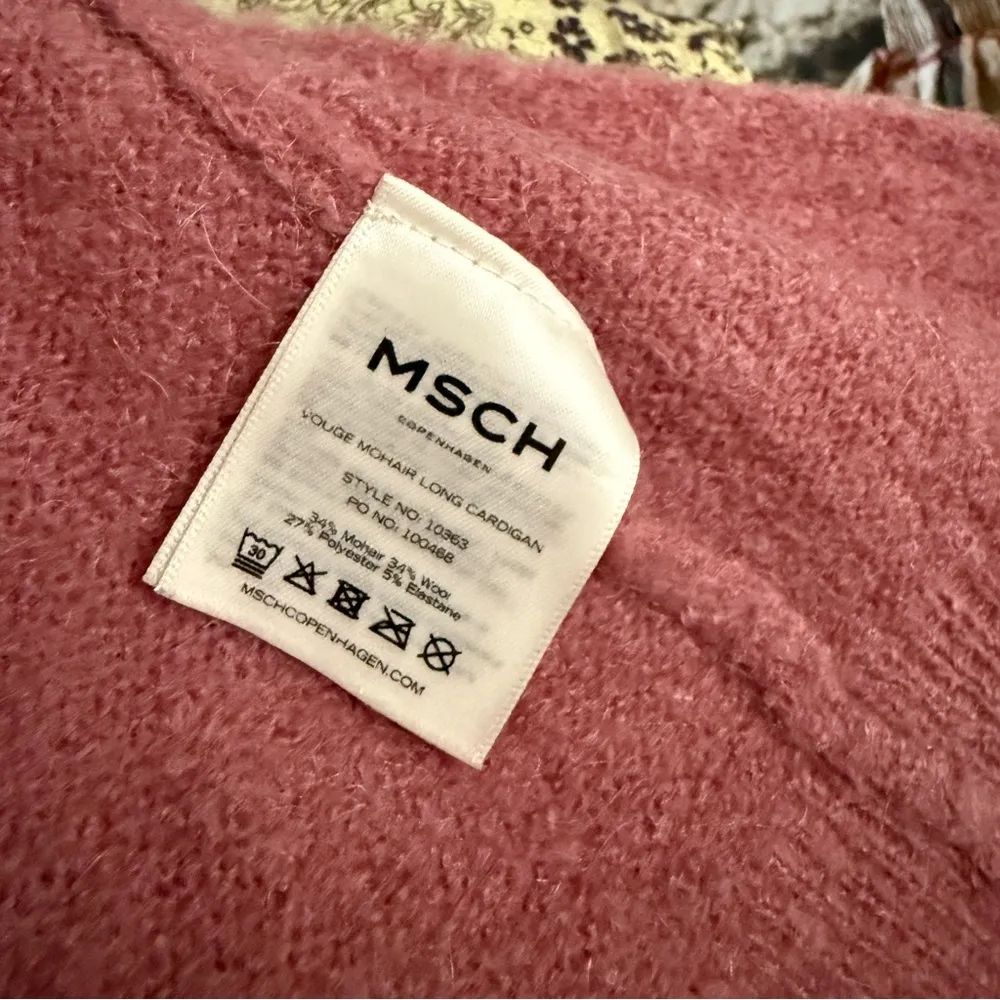 MSCH
COPENHAGEN
VOUGE MOHAIR LONG CARDIGAN
STYLE NO: 10363
PO NO: 100468
34% Mohair 34% Wool
27% Polyester 5% Elastane
30
MSCHCOPENHAGEN.COM